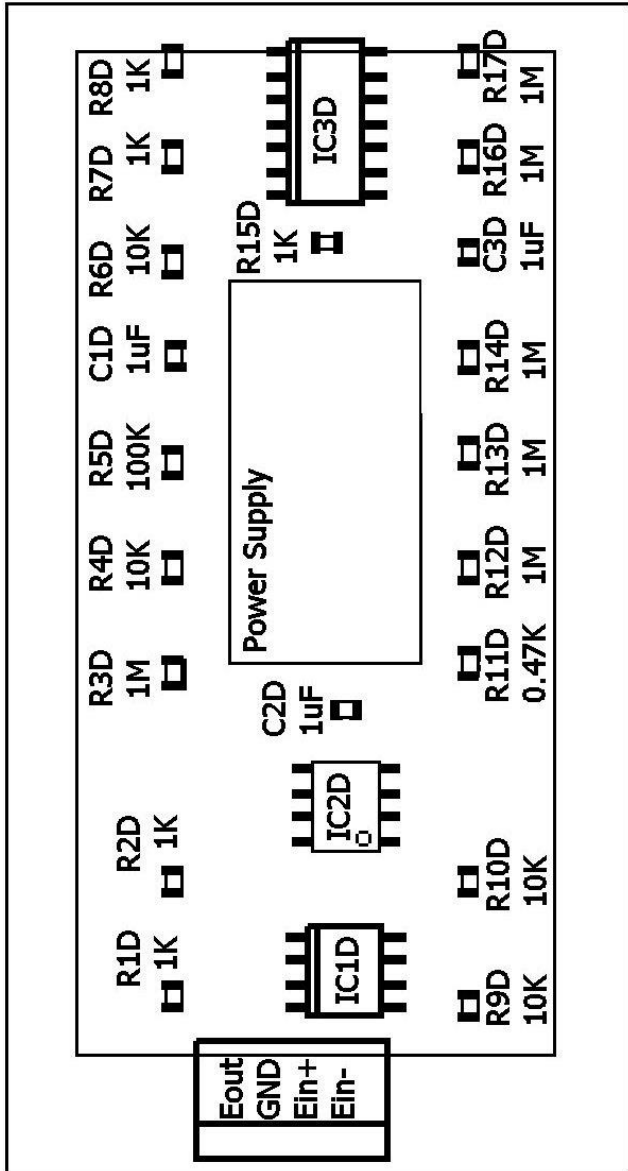 R8D
1K
R7D
1K
R6D
10K
C1D
1uF
R5D
100K
R4D
10K
R3D
1M
R2D
1K
R1D
1K
IC3D
R15D
1K
Power Supply
C2D
1uF
IC2D
IC1D
R17D
1M
R16D
1M
C3D
1uF
R14D
1M
R13D
1M
R12D
1M
R11D
0.47K
R10D
10K
R9D
10K
Eout
GND
Ein+
Ein-